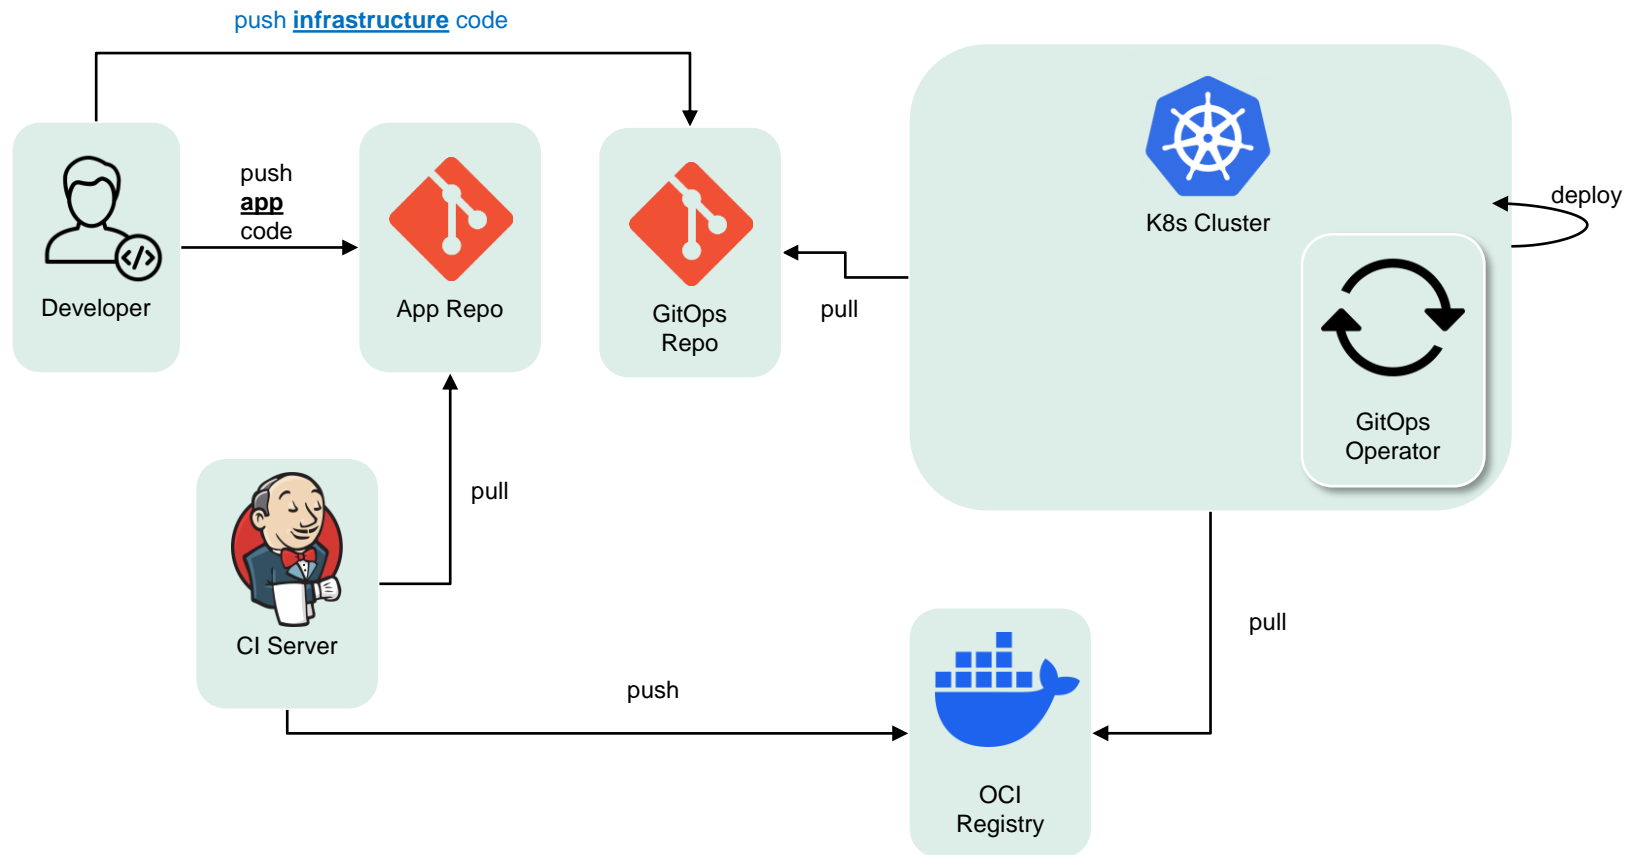 push infrastructure code
push
app
code
Developer
App Repo
GitOps
Repo
pull
K8s Cluster
deploy
GitOps
Operator
pull
CI Server
push
pull
OCI
Registry